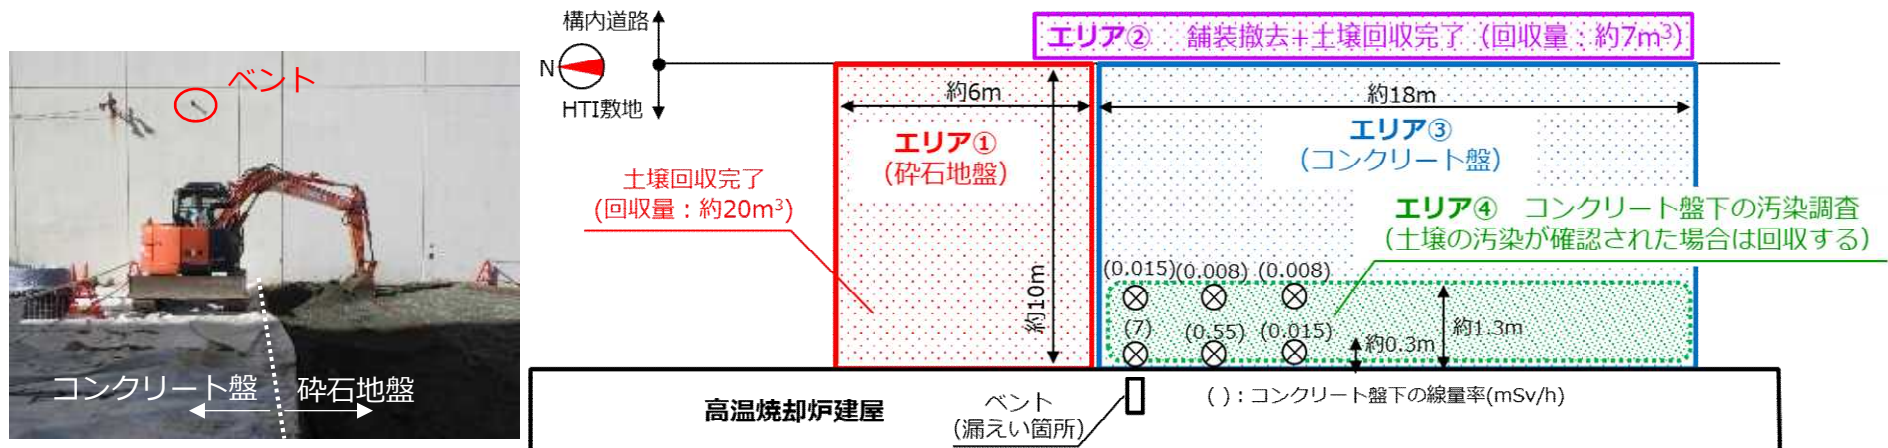 ベント
コンクリート盤
砕石地盤
構内道路
N
HTI敷地
エリア② 舗装撤去+土壌回収完了（回収量：約7m³）
約6m
約18m
エリア①
(砕石地盤)
エリア③
(コンクリート盤)
土壌回収完了
(回収量：約20m³)
エリア④　コンクリート盤下の汚染調査
(土壌の汚染が確認された場合は回収する)
約10m
(0.015)(0.008) (0.008)
(7) (0.55) (0.015)
約0.3m
約1.3m
高温焼却炉建屋
ベント
(漏えい箇所)
( )：コンクリート盤下の線量率(mSv/h)